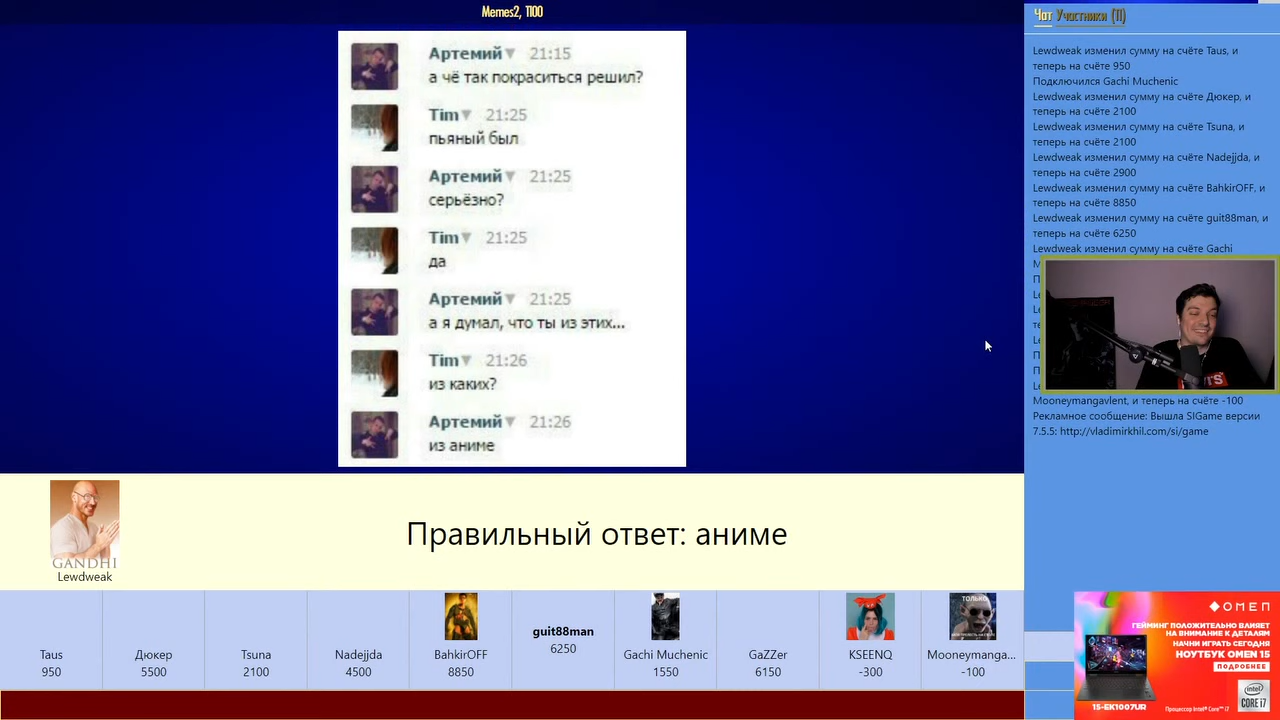 Memes2, 1100
Артемий 21:15
а чё так покраситься решил?
Tim 21:25
пьяный был
Артемий 21:25
серьёзно?
Tim 21:25
да
Артемий 21:25
а я думал, что ты из этих...
Tim 21:26
из каких?
Артемий 21:26
из аниме
Правильный ответ: аниме
GANDHI
Lewdweak
Taus
950
Дюкер
5500
Tsuna
2100
Nadejjda
4500
BahkirOFF
8850
guit88man
6250
Gachi Muchenic
1550
GaZZer
6150
KSEENQ
-300
ТОЛЬКО
Mooneymanga...
-100
Чат Участники (11)
Lewdweak изменил сумму на счёте Taus, и
теперь на счёте 950
Подключился Gachi Muchenic
Lewdweak изменил сумму на счёте Дюкер, и
теперь на счёте 2100
Lewdweak изменил сумму на счёте Tsuna, и
теперь на счёте 2100
Lewdweak изменил сумму на счёте Nadejjda, и
теперь на счёте 2900
Lewdweak изменил сумму на счёте BahkirOFF, и
теперь на счёте 8850
Lewdweak изменил сумму на счёте guit88man, и
теперь на счёте 6250
Lewdweak изменил сумму на счёте Gachi
Mooneymangavlent, и теперь на счёте -100
Рекламное сообщение: Вышла SIGame версии
7.5.5: http://vladimirkhil.com/si/game
ОМЕП
ГЕЙМИНГ ПОЛОЖИТЕЛЬНО ВЛИЯЕТ
НА ВНИМАНИЕ К ДЕТАЛЯМ
НАЧНИ ИГРАТЬ СЕГОДНЯ
НОУТБУК OMEN 15
ПОДРОБНЕЕ
15-EK1007UR
Процессор Intel® Core™ i7
intel
CORE i7